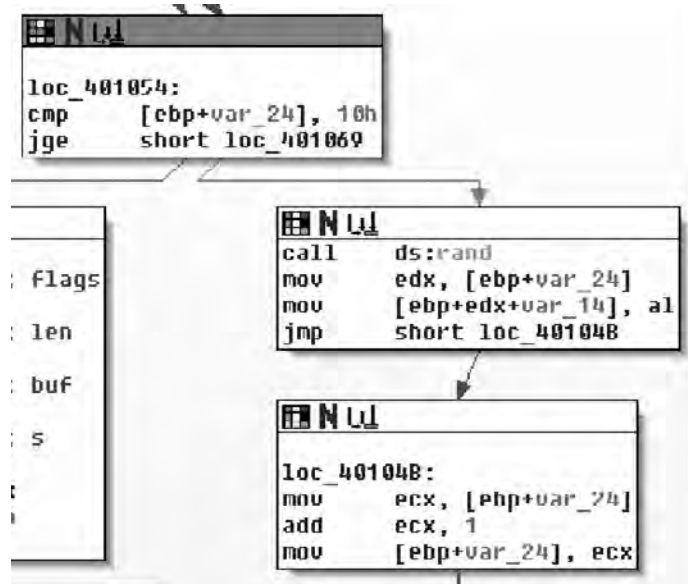 loc_401054:
cmp [ebp+var_24], 10h
jge short loc_401069
call ds:rand
mov edx, [ebp+var_24]
mov [ebp+edx+var_14], al
jmp short loc_40104B
; flags
; len
; buf
; s
loc_40104B:
mov ecx, [ebp+var_24]
add ecx, 1
mov [ebp+var_24], ecx